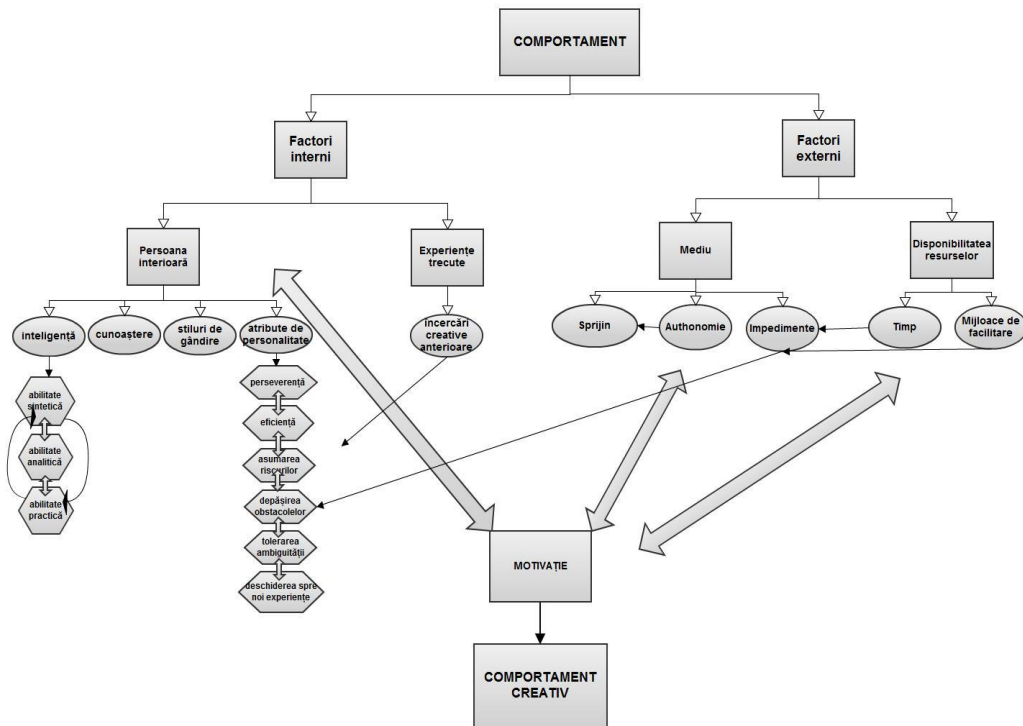 COMPORTAMENT
Factori
interni
Factori
externi
Persoana
interioară
Experiențe
trecute
Mediu
Disponibilitatea
resurselor
inteligență
cunoaștere
stiluri de
gândire
atribute de
personalitate
încercări
creative
anterioare
Sprijin
Authonomie
Impedimente
Timp
Mijloace de
facilitare
abilitate
sintetică
abilitate
analitică
abilitate
practică
perseverență
eficiență
asumarea
riscurilor
depășirea
obstacolelor
tolerarea
ambiguității
deschiderea spre
noi experiențe
MOTIVAȚIE
COMPORTAMENT
CREATIV